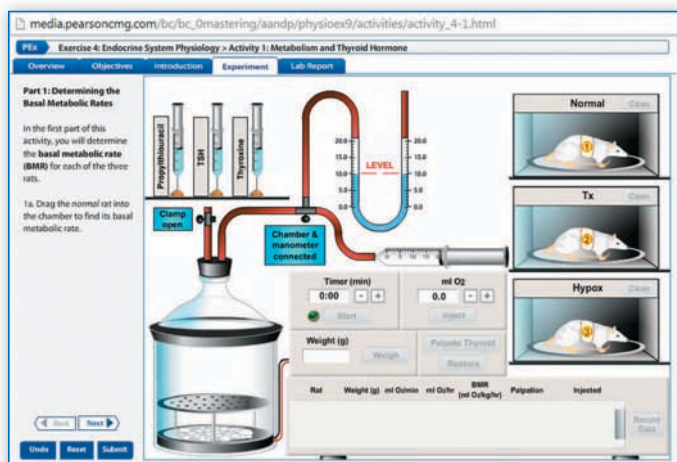 media.pearsoncmg.com/bc/bc_0mastering/aandp/physioex9/activities/activity_4-1.html
PEx Exercise 4: Endocrine System Physiology > Activity 1: Metabolism and Thyroid Hormone
Overview Objectives Introduction Experiment Lab Report
Part 1: Determining the
Basal Metabolic Rates
In the first part of this
activity, you will determine
the basal metabolic rate
(BMR) for each of the three
rats.
1a. Drag the normal rat into
the chamber to find its basal
metabolic rate.
Back Next
Undo Reset Submit
Propylthiouracil
TSH
Thyroxine
Clamp
open
Chamber &
manometer
connected
20.0 20.0
15.0 15.0
LEVEL
10.0 10.0
5.0 5.0
0.0 0.0
Normal Clean
1
Tx Clean
2
Hypox Clean
3
Timer (min)
0:00 - +
Start
ml O2
0.0 - +
Inject
Weight (g)
Weigh
Palpate Thyroid
Restore
Rat Weight (g) ml O2/min ml O2/hr BMR (ml O2/kg/hr) Palpation Injected
Record
Data